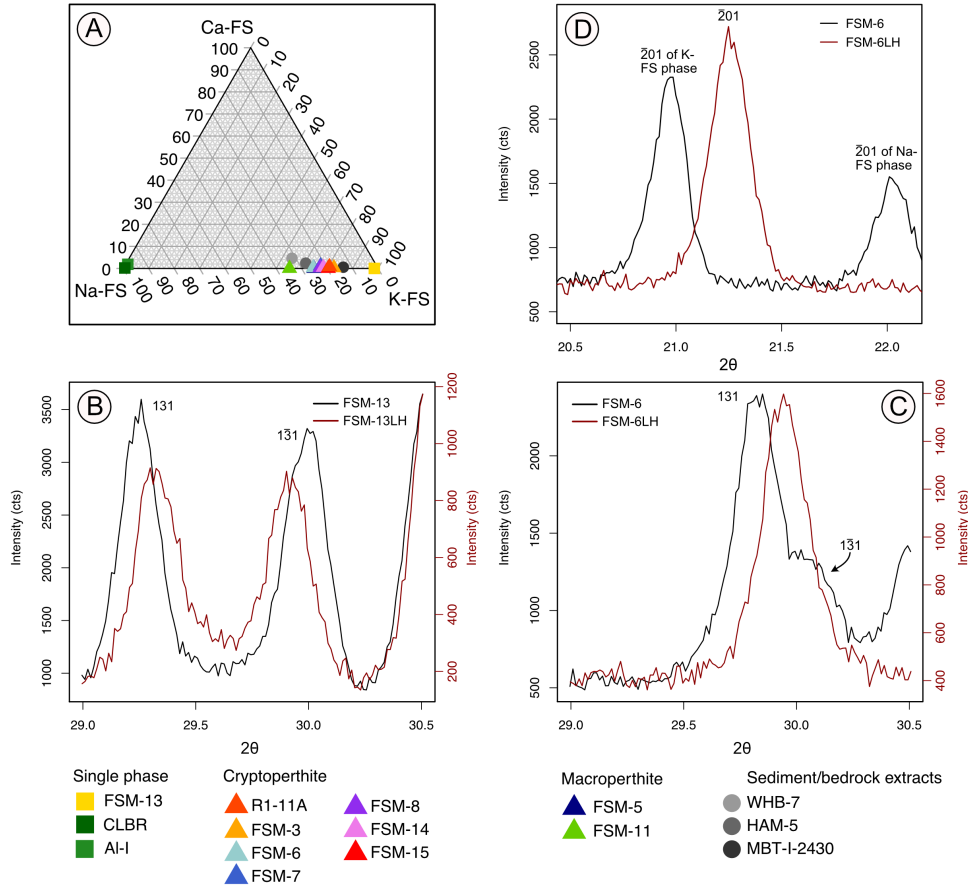 A
Ca-FS
100
90
80
70
60
50
40
30
20
10
0
0
10
20
30
40
50
60
70
80
90
100
Na-FS
100
90
80
70
60
50
40
30
20
10
0
K-FS
D
2̅01
FSM-6
FSM-6LH
2̅01 of K-
FS phase
2̅01 of Na-
FS phase
Intensity (cts)
2500
2000
1500
1000
500
20.5 21.0 21.5 22.0
2θ
B
131
13̅1
FSM-13
FSM-13LH
Intensity (cts)
3500
3000
2500
2000
1500
1000
1200
1000
800
600
400
200
Intensity (cts)
29.0 29.5 30.0 30.5
2θ
C
FSM-6
FSM-6LH
131
13̅1
Intensity (cts)
2000
1500
1000
500
1600
1400
1200
1000
800
600
400
Intensity (cts)
29.0 29.5 30.0 30.5
2θ
Single phase
FSM-13
CLBR
Al-I
Cryptoperthite
R1-11A
FSM-3
FSM-6
FSM-7
FSM-8
FSM-14
FSM-15
Macroperthite
FSM-5
FSM-11
Sediment/bedrock extracts
WHB-7
HAM-5
MBT-I-2430